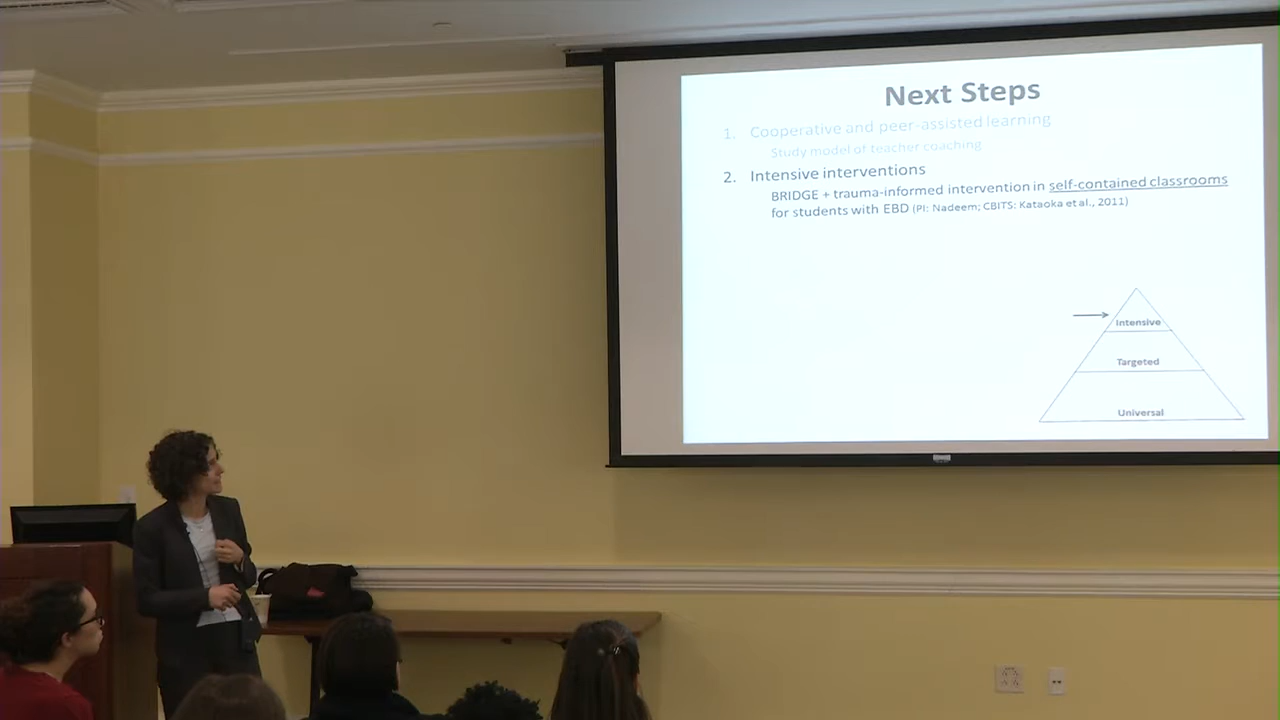 Next Steps
1. Cooperative and peer-assisted learning
Study model of teacher coaching
2. Intensive interventions
BRIDGE + trauma-informed intervention in self-contained classrooms
for students with EBD (PI: Nadeem; CBITS: Kataoka et al., 2011)
Intensive
Targeted
Universal